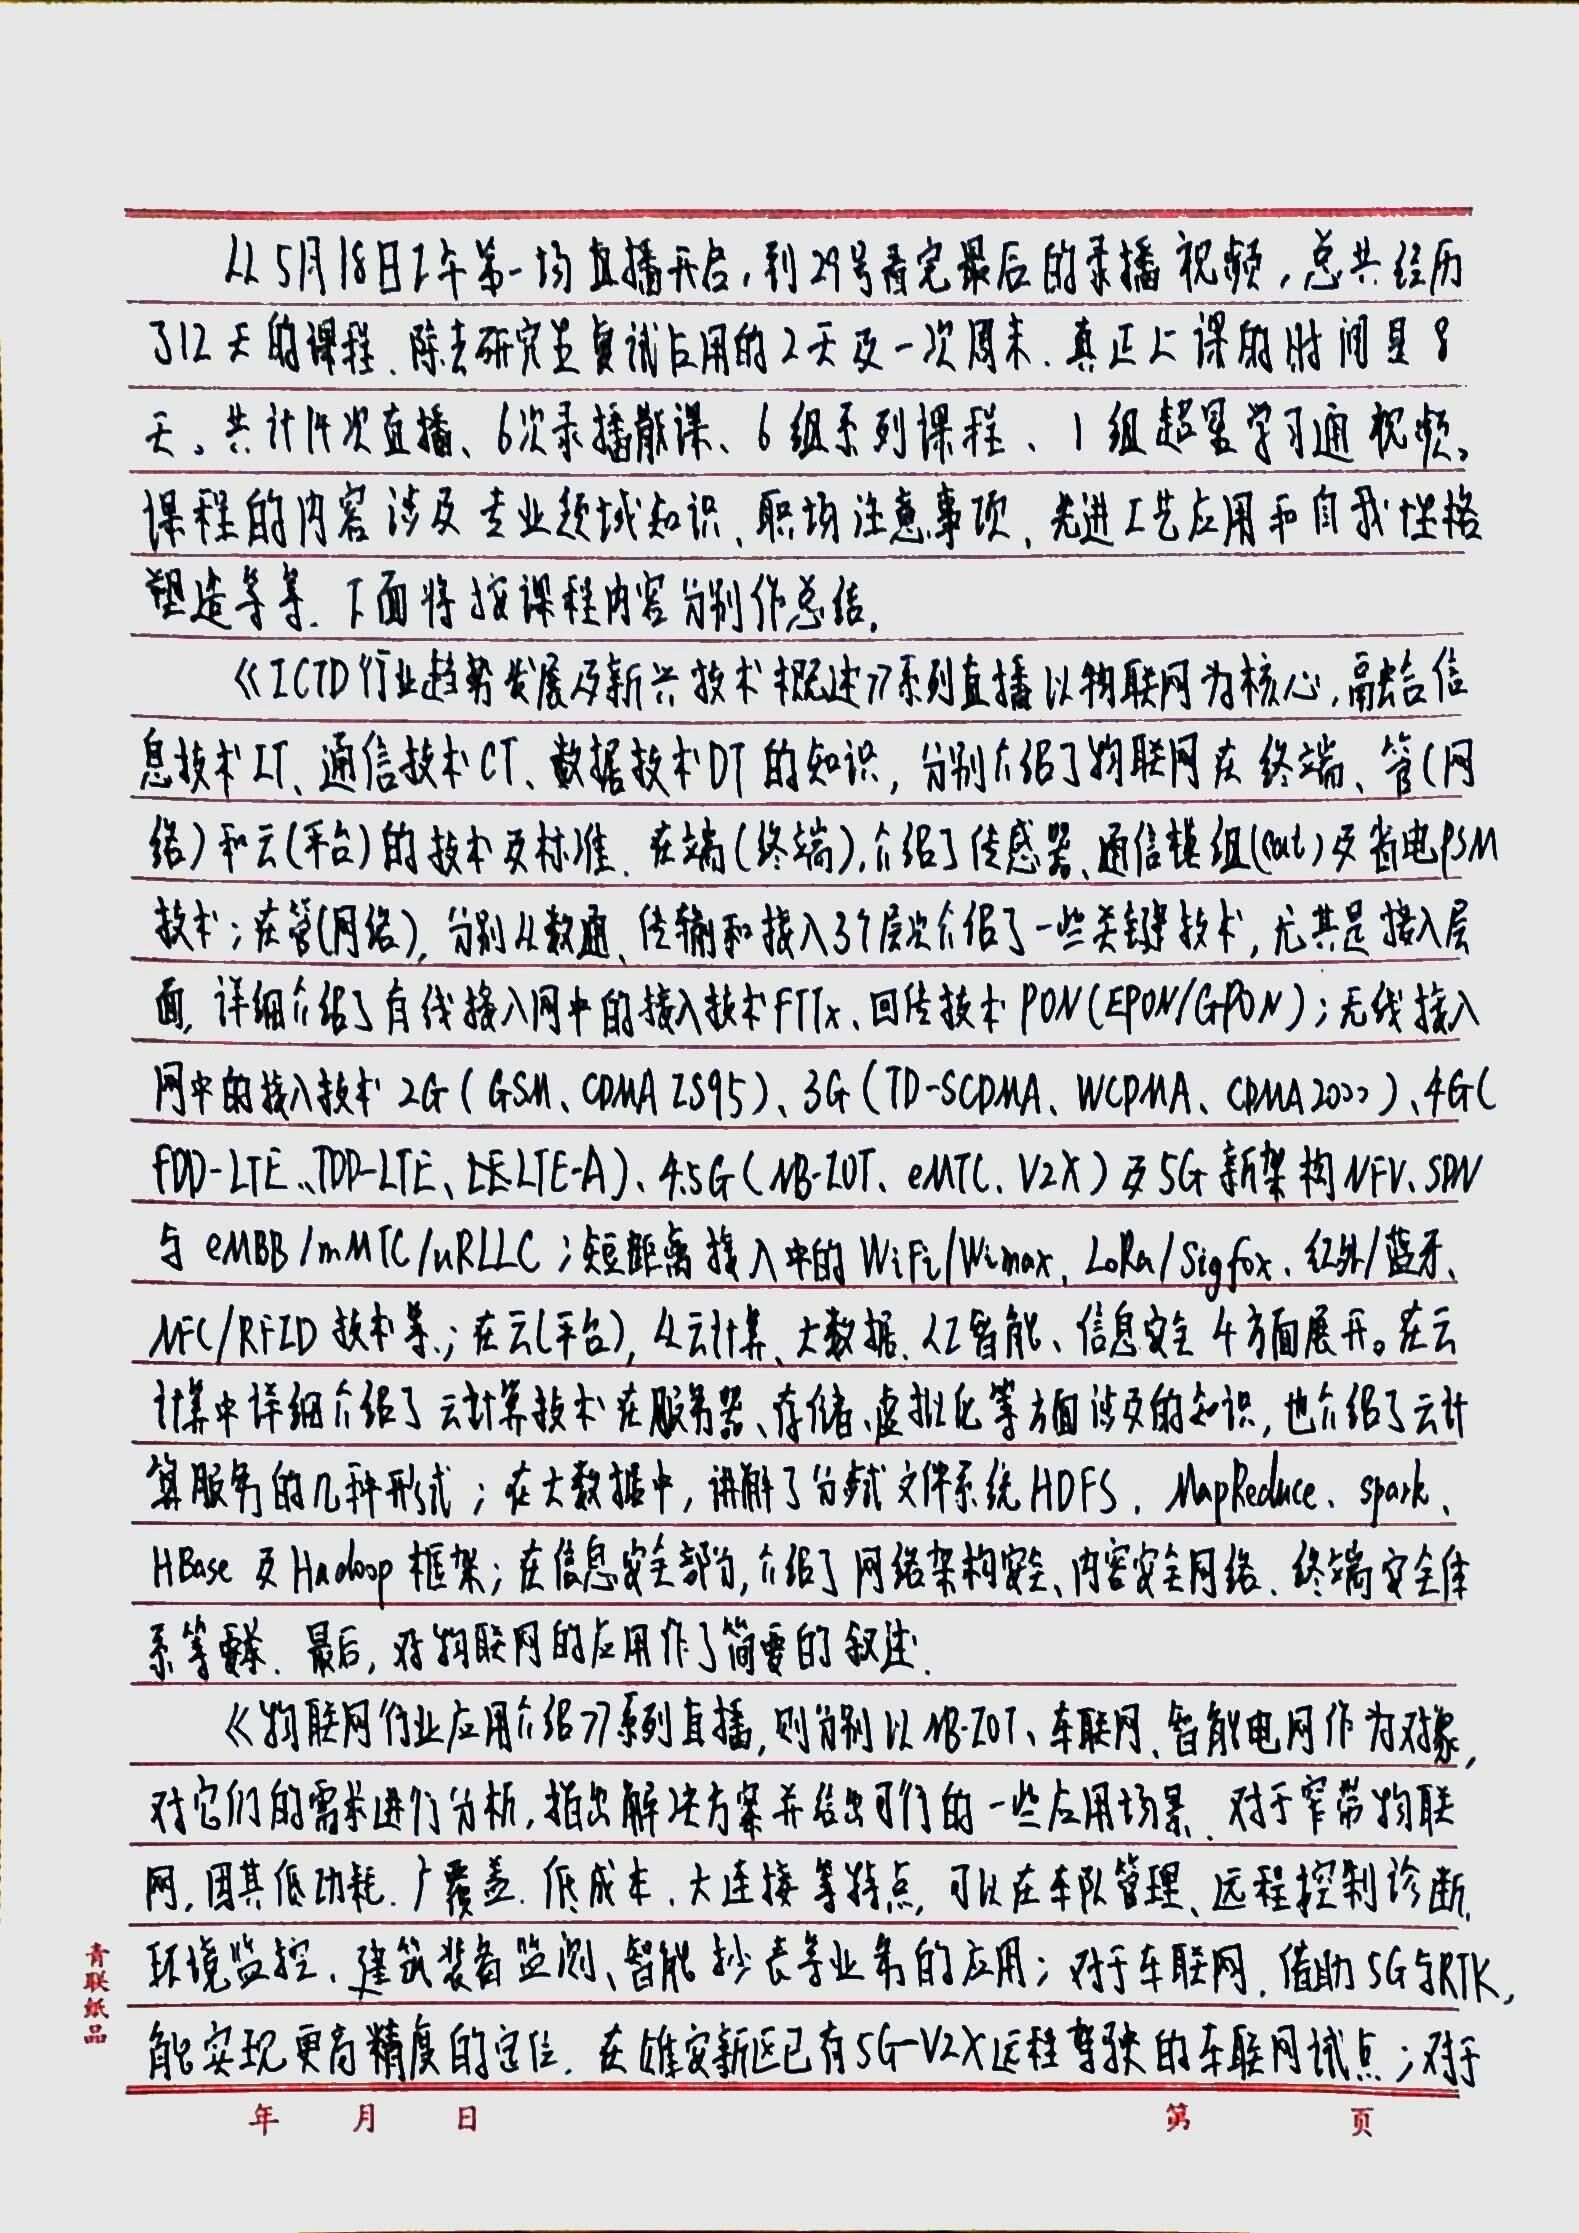 从5月18日上午第一场直播开启，到29号看完最后的录播视频，总共经历
了12天的课程．除去研究生复试占用的2天及一次周末．真正上课的时间是8
天。共计14次直播、6次录播散课、6组系列课程、1组超星学习通视频。
课程的内容涉及专业领域知识、职场注意事项、先进工艺应用和自我性格
塑造等等．下面将按课程内容分别作总结．
《ICTD行业趋势发展及新兴技术概述》系列直播以物联网为核心，融合信
息技术IT、通信技术CT、数据技术DT的知识，分别介绍了物联网在终端、管（网
络）和云（平台）的技术及标准．在端（终端），介绍了传感器、通信模组（Cat）及省电PSM
技术；在管（网络），分别从数通、传输和接入3个层次介绍了一些关键技术，尤其是接入层
面，详细介绍了有线接入网中的接入技术FTTx、回传技术PON（EPON/GPON）；无线接入
网中的接入技术2G（GSM、CDMA IS95）、3G（TD-SCDMA、WCDMA、CDMA2000）、4G（
FDD-LTE、TDD-LTE、LTE-A）、4.5G（NB-IOT、eMTC、V2X）及5G新架构NFV、SDN
与eMBB/mMTC/uRLLC；短距离接入中的WiFi/Wimax、LoRa/Sigfox、红外/蓝牙、
NFC/RFID技术等；在云（平台），从云计算、大数据、人工智能、信息安全4方面展开。在云
计算中详细介绍了云计算技术在服务器、存储、虚拟化等方面涉及的知识，也介绍了云计
算服务的几种形式；在大数据中，讲解了分步式文件系统HDFS、MapReduce、spark、
HBase及Hadoop框架；在信息安全部分，介绍了网络架构安全、内容安全网络、终端安全体
系等要求．最后，对物联网的应用作了简要的叙述．
《物联网行业应用介绍》系列直播，则分别以NB-IOT、车联网、智能电网作为对象，
对它们的需求进行分析，指出解决方案并给出可行的一些应用场景．对于窄带物联
网，因其低功耗、广覆盖、低成本、大连接等特点，可以在车队管理、远程控制诊断、
环境监控、建筑装备监测、智能抄表等业务的应用；对于车联网，借助5G与RTK，
能实现更高精度的定位．在雄安新区已有5G-V2X远程驾驶的车联网试点；对于
青联纸品
年 月 日 第 页